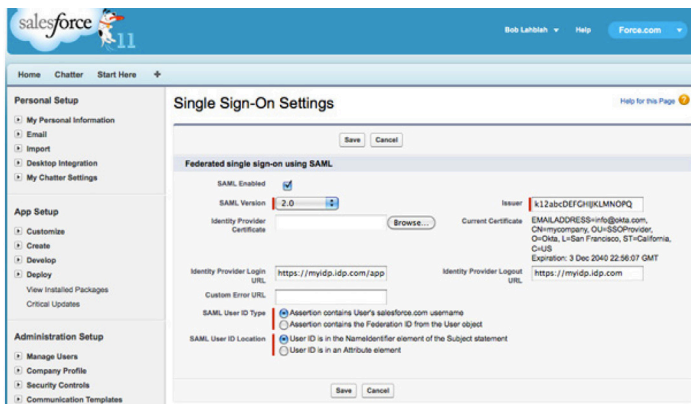 salesforce
11
Bob Lahblah
Help
Force.com
Home Chatter Start Here +
Personal Setup
My Personal Information
Email
Import
Desktop Integration
My Chatter Settings
App Setup
Customize
Create
Develop
Deploy
View Installed Packages
Critical Updates
Administration Setup
Manage Users
Company Profile
Security Controls
Communication Templates
Single Sign-On Settings
Help for this Page ?
Save Cancel
Federated single sign-on using SAML
SAML Enabled
SAML Version 2.0
Issuer k12abcDEFGHIJKLMNOPQ
Identity Provider Certificate Browse...
Current Certificate EMAILADDRESS=info@okta.com,
CN=mycompany, OU=SSOProvider,
O=Okta, L=San Francisco, ST=California,
C=US
Expiration: 3 Dec 2040 22:56:07 GMT
Identity Provider Login URL https://myidp.idp.com/app
Identity Provider Logout URL https://myidp.idp.com
Custom Error URL
SAML User ID Type Assertion contains User's salesforce.com username
Assertion contains the Federation ID from the User object
SAML User ID Location User ID is in the NameIdentifier element of the Subject statement
User ID is in an Attribute element
Save Cancel